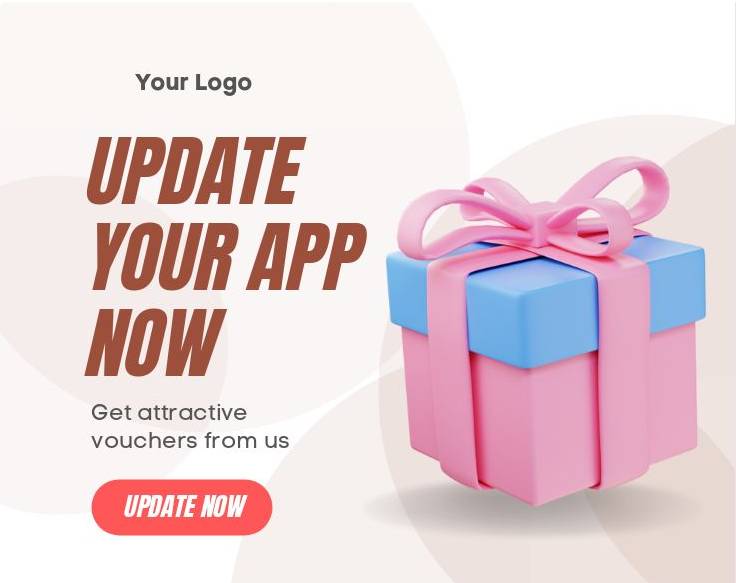 Your Logo
UPDATE
YOUR APP
NOW
Get attractive
vouchers from us
UPDATE NOW